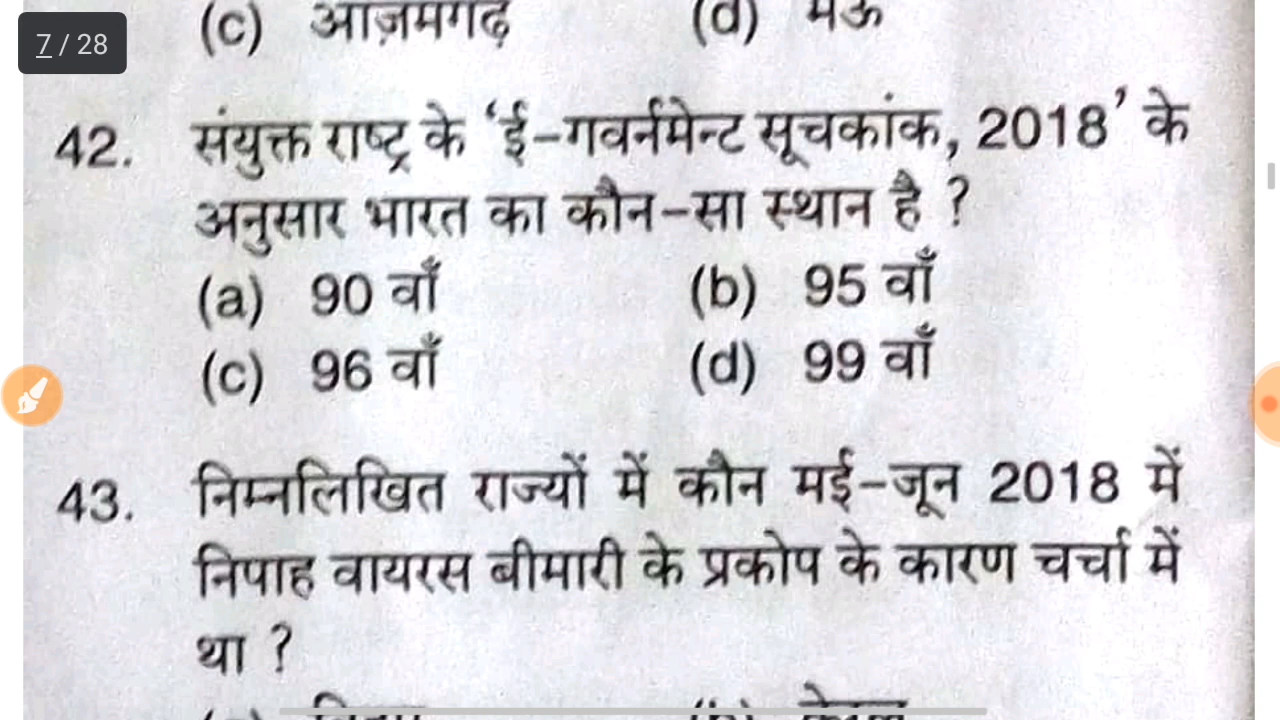 7 / 28
(c) आज़मगढ़ (d) मऊ
42. संयुक्त राष्ट्र के ‘ई-गवर्नमेन्ट सूचकांक, 2018’ के
अनुसार भारत का कौन-सा स्थान है ?
(a) 90 वाँ (b) 95 वाँ
(c) 96 वाँ (d) 99 वाँ
43. निम्नलिखित राज्यों में कौन मई-जून 2018 में
निपाह वायरस बीमारी के प्रकोप के कारण चर्चा में
था ?